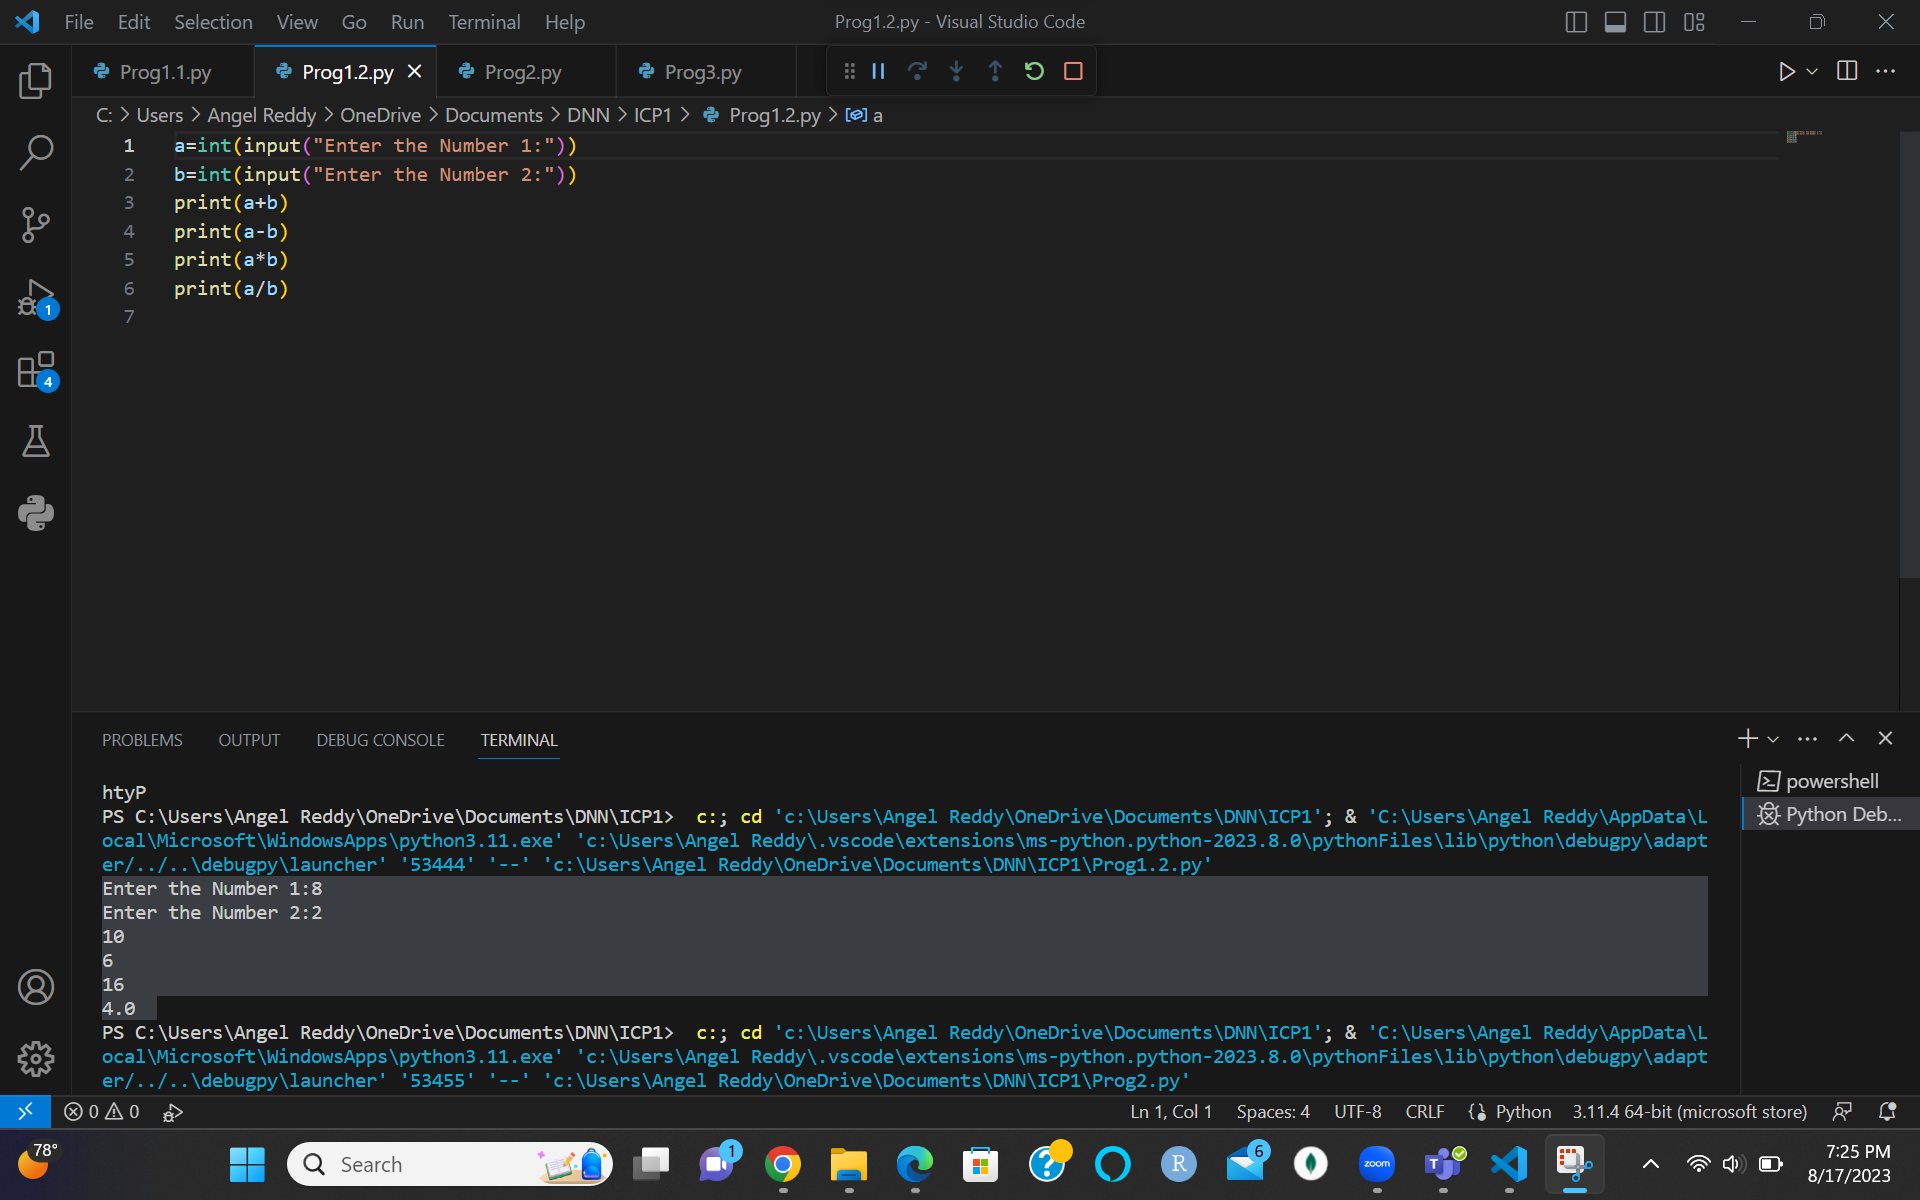 File Edit Selection View Go Run Terminal Help
Prog1.2.py - Visual Studio Code
Prog1.1.py Prog1.2.py Prog2.py Prog3.py
C: > Users > Angel Reddy > OneDrive > Documents > DNN > ICP1 > Prog1.2.py > a
1 a=int(input("Enter the Number 1:"))
2 b=int(input("Enter the Number 2:"))
3 print(a+b)
4 print(a-b)
5 print(a*b)
6 print(a/b)
7
1
4
PROBLEMS OUTPUT DEBUG CONSOLE TERMINAL
htyP
PS C:\Users\Angel Reddy\OneDrive\Documents\DNN\ICP1>  c:; cd 'c:\Users\Angel Reddy\OneDrive\Documents\DNN\ICP1'; & 'C:\Users\Angel Reddy\AppData\L
ocal\Microsoft\WindowsApps\python3.11.exe' 'c:\Users\Angel Reddy\.vscode\extensions\ms-python.python-2023.8.0\pythonFiles\lib\python\debugpy\adapt
er/../..\debugpy\launcher' '53444' '--' 'c:\Users\Angel Reddy\OneDrive\Documents\DNN\ICP1\Prog1.2.py'
Enter the Number 1:8
Enter the Number 2:2
10
6
16
4.0
PS C:\Users\Angel Reddy\OneDrive\Documents\DNN\ICP1>  c:; cd 'c:\Users\Angel Reddy\OneDrive\Documents\DNN\ICP1'; & 'C:\Users\Angel Reddy\AppData\L
ocal\Microsoft\WindowsApps\python3.11.exe' 'c:\Users\Angel Reddy\.vscode\extensions\ms-python.python-2023.8.0\pythonFiles\lib\python\debugpy\adapt
er/../..\debugpy\launcher' '53455' '--' 'c:\Users\Angel Reddy\OneDrive\Documents\DNN\ICP1\Prog2.py'
powershell
Python Deb...
0 0
Ln 1, Col 1 Spaces: 4 UTF-8 CRLF Python 3.11.4 64-bit (microsoft store)
78°
Search
1
R
6
zoom
T
7:25 PM
8/17/2023